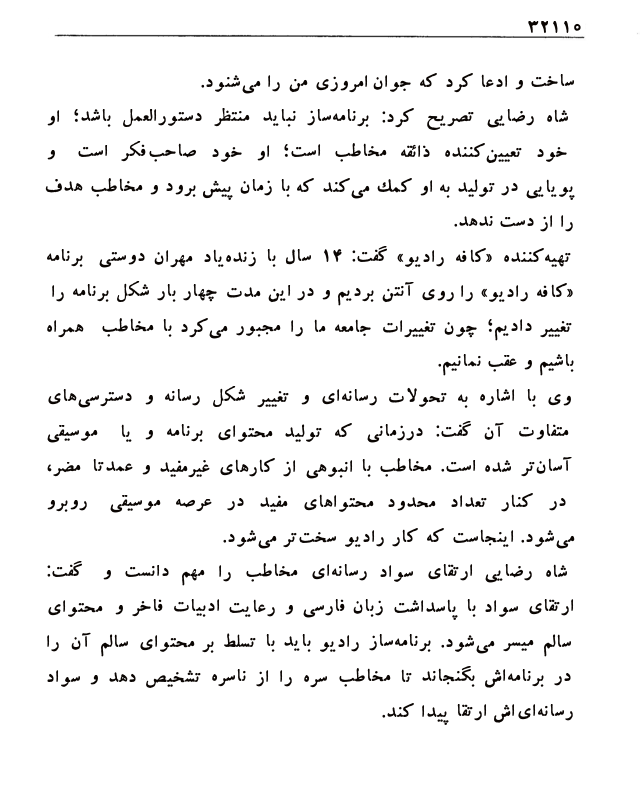 ۳۲۱۱۰
ساخت و ادعا کرد که جوان امروزی من را می‌شنود.
شاه رضایی تصریح کرد: برنامه‌ساز نباید منتظر دستورالعمل باشد؛ او
خود تعیین‌کننده ذائقه مخاطب است؛ او خود صاحب‌فکر است و
پویایی در تولید به او کمك می‌کند که با زمان پیش برود و مخاطب هدف
را از دست ندهد.
تهیه‌کننده «کافه رادیو» گفت: ۱۴ سال با زنده‌یاد مهران دوستی برنامه
«کافه رادیو» را روی آنتن بردیم و در این مدت چهار بار شکل برنامه را
تغییر دادیم؛ چون تغییرات جامعه ما را مجبور می‌کرد با مخاطب همراه
باشیم و عقب نمانیم.
وی با اشاره به تحولات رسانه‌ای و تغییر شکل رسانه و دسترسی‌های
متفاوت آن گفت: درزمانی که تولید محتوای برنامه و یا موسیقی
آسان‌تر شده است. مخاطب با انبوهی از کارهای غیرمفید و عمدتا مضر،
در کنار تعداد محدود محتواهای مفید در عرصه موسیقی روبرو
می‌شود. اینجاست که کار رادیو سخت‌تر می‌شود.
شاه رضایی ارتقای سواد رسانه‌ای مخاطب را مهم دانست و گفت:
ارتقای سواد با پاسداشت زبان فارسی و رعایت ادبیات فاخر و محتوای
سالم میسر می‌شود. برنامه‌ساز رادیو باید با تسلط بر محتوای سالم آن را
در برنامه‌اش بگنجاند تا مخاطب سره را از ناسره تشخیص دهد و سواد
رسانه‌ای‌اش ارتقا پیدا کند.